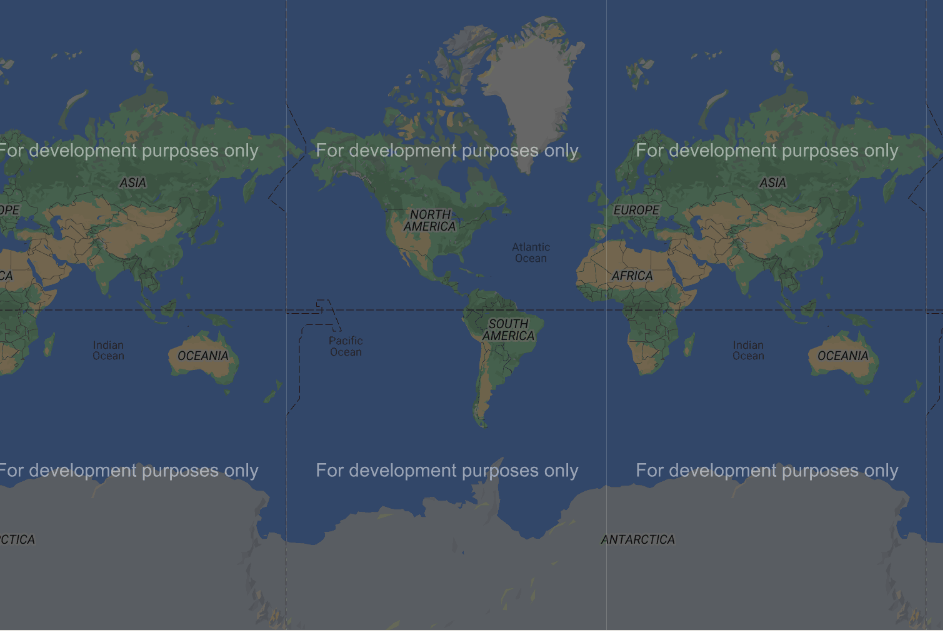 For development purposes only
For development purposes only
For development purposes only
ASIA
ASIA
OPE
NORTH
AMERICA
EUROPE
Atlantic
Ocean
CA
AFRICA
SOUTH
AMERICA
Indian
Ocean
OCEANIA
Pacific
Ocean
Indian
Ocean
OCEANIA
For development purposes only
For development purposes only
For development purposes only
CTICA
ANTARCTICA